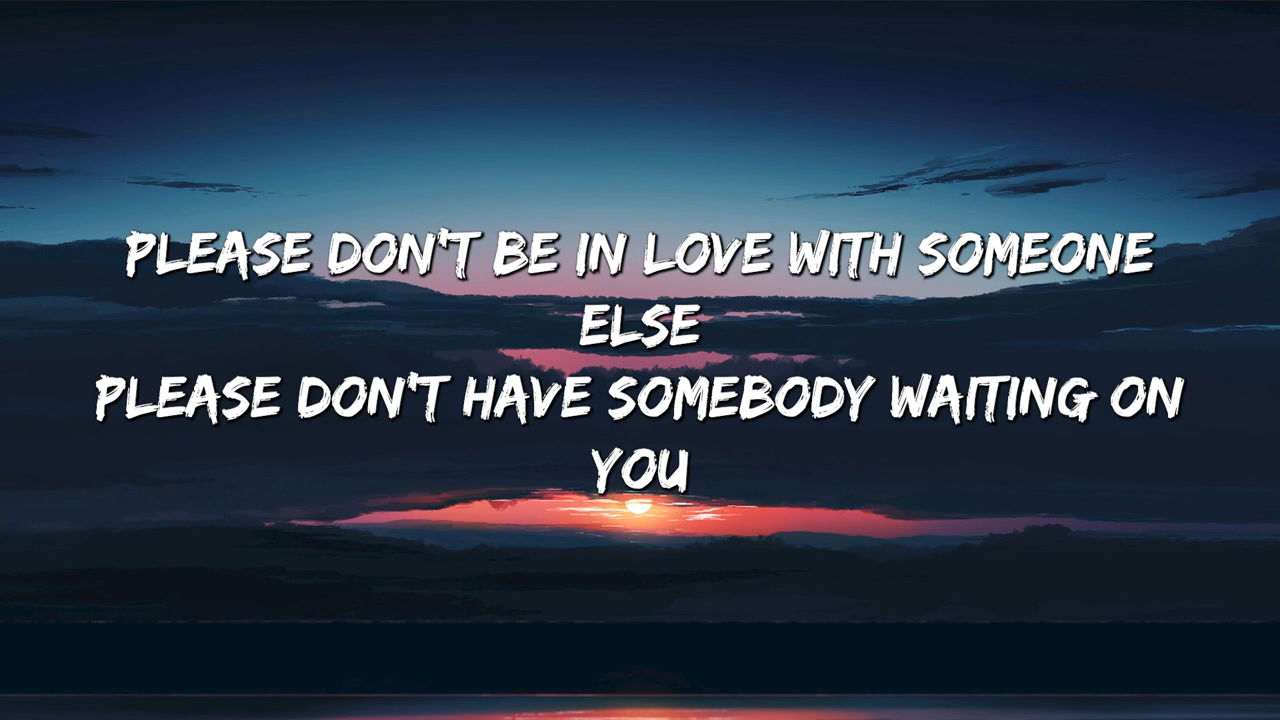 PLEASE DON'T BE IN LOVE WITH SOMEONE
ELSE
PLEASE DON'T HAVE SOMEBODY WAITING ON
YOU